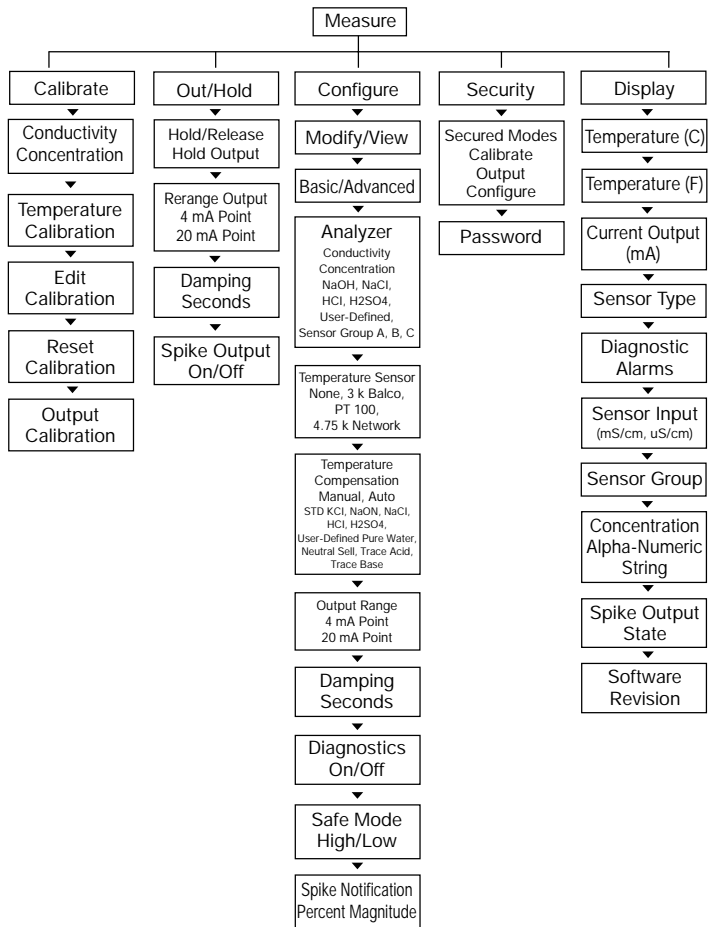 Measure
Calibrate
Conductivity
Concentration
Temperature
Calibration
Edit
Calibration
Reset
Calibration
Output
Calibration
Out/Hold
Hold/Release
Hold Output
Rerange Output
4 mA Point
20 mA Point
Damping
Seconds
Spike Output
On/Off
Configure
Modify/View
Basic/Advanced
Analyzer
Conductivity
Concentration
NaOH, NaCI,
HCI, H2SO4,
User-Defined,
Sensor Group A, B, C
Temperature Sensor
None, 3 k Balco,
PT 100,
4.75 k Network
Temperature
Compensation
Manual, Auto
STD KCI, NaON, NaCI,
HCI, H2SO4,
User-Defined Pure Water,
Neutral Sell, Trace Acid,
Trace Base
Output Range
4 mA Point
20 mA Point
Damping
Seconds
Diagnostics
On/Off
Safe Mode
High/Low
Spike Notification
Percent Magnitude
Security
Secured Modes
Calibrate
Output
Configure
Password
Display
Temperature (C)
Temperature (F)
Current Output
(mA)
Sensor Type
Diagnostic
Alarms
Sensor Input
(mS/cm, uS/cm)
Sensor Group
Concentration
Alpha-Numeric
String
Spike Output
State
Software
Revision